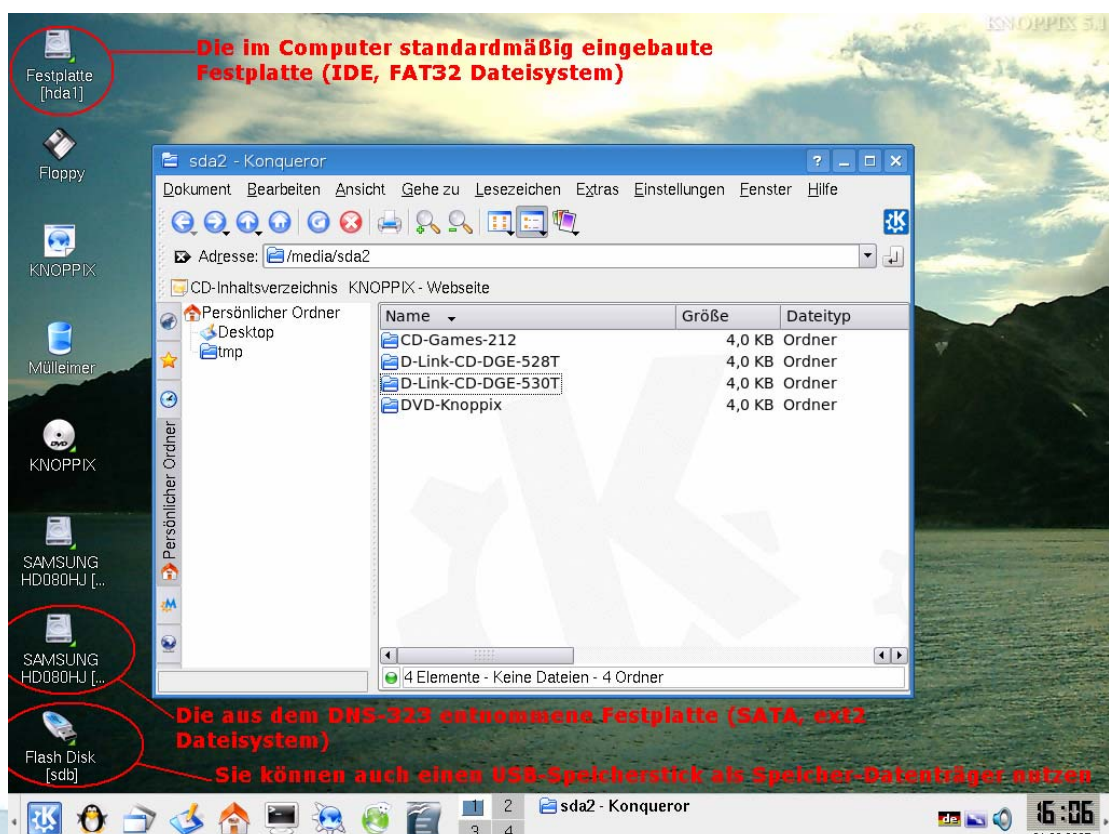 KNOPPIX 5.1
Die im Computer standardmäßig eingebaute
Festplatte (IDE, FAT32 Dateisystem)
Festplatte
[hda1]
Floppy
KNOPPIX
Mülleimer
KNOPPIX
SAMSUNG
HD080HJ [...
SAMSUNG
HD080HJ [...
Flash Disk
[sdb]
sda2 - Konqueror
Dokument Bearbeiten Ansicht Gehe zu Lesezeichen Extras Einstellungen Fenster Hilfe
Adresse: /media/sda2
CD-Inhaltsverzeichnis KNOPPIX - Webseite
Persönlicher Ordner
Desktop
tmp
Persönlicher Ordner
Name Größe Dateityp
CD-Games-212 4,0 KB Ordner
D-Link-CD-DGE-528T 4,0 KB Ordner
D-Link-CD-DGE-530T 4,0 KB Ordner
DVD-Knoppix 4,0 KB Ordner
4 Elemente - Keine Dateien - 4 Ordner
Die aus dem DNS-323 entnommene Festplatte (SATA, ext2
Dateisystem)
Sie können auch einen USB-Speicherstick als Speicher-Datenträger nutzen
1 2
3 4
sda2 - Konqueror
de
16:06